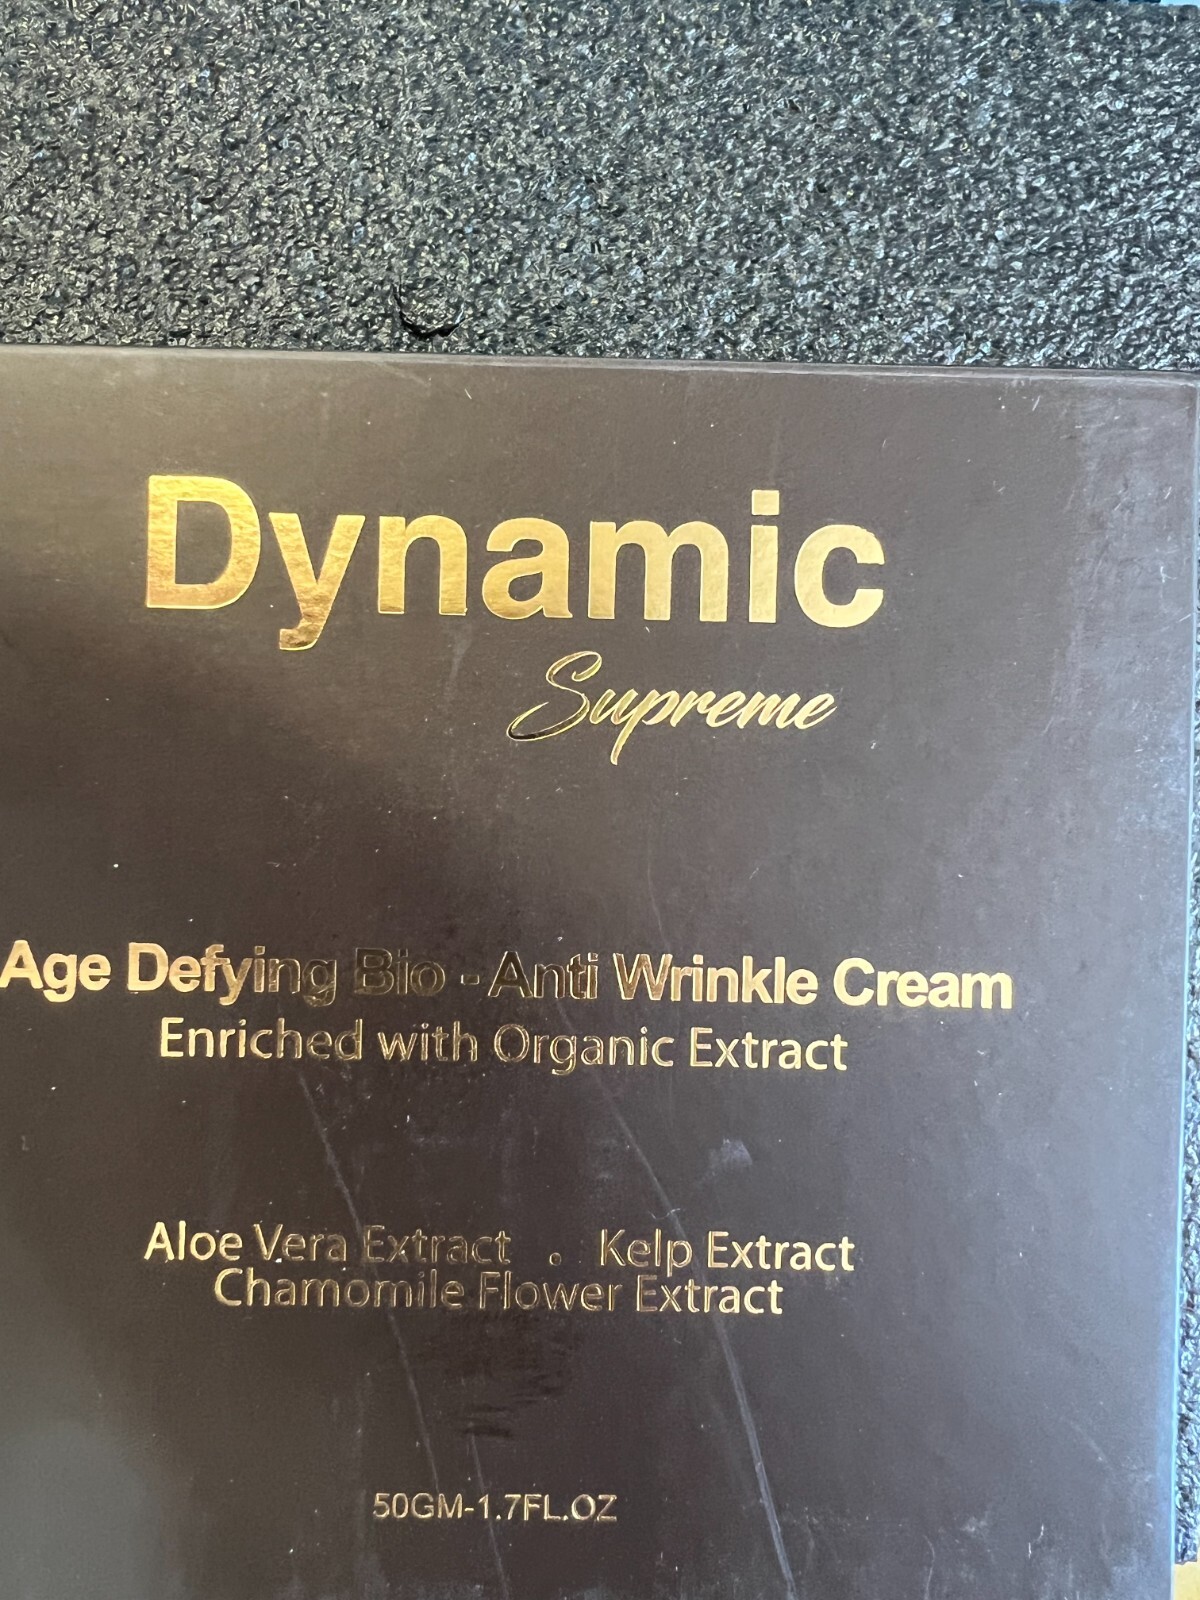 Dynamic
Supreme
Age Defying Bio - Anti Wrinkle Cream
Enriched with Organic Extract
Aloe Vera Extract . Kelp Extract
Chamomile Flower Extract
50GM-1.7FL.OZ